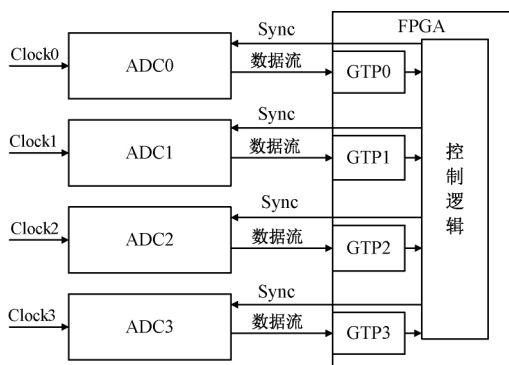 Sync
FPGA
Clock0
ADC0
数据流
GTP0
Sync
Clock1
ADC1
数据流
GTP1
控制逻辑
Sync
Clock2
ADC2
数据流
GTP2
Sync
Clock3
ADC3
数据流
GTP3